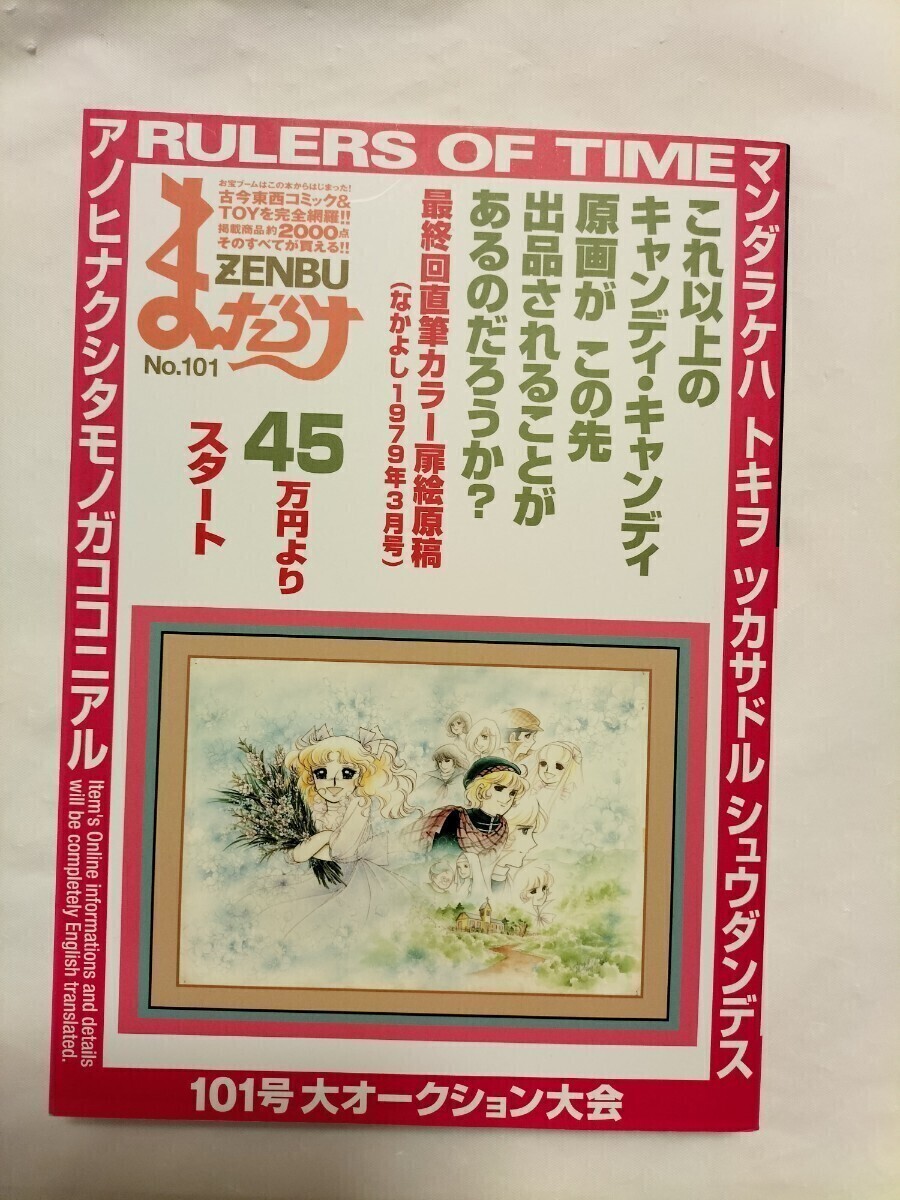 RULERS OF TIME
マンダラケハ トキヲ ツカサドル シュウダンデス
アノヒナクシタモノガココニアル
お宝ブームはこの本からはじまった!
古今東西コミック&
TOYを完全網羅!!
掲載商品約2000点
そのすべてが買える!!
ZENBU
まんだらけ
No.101
これ以上の
キャンディ・キャンディ
原画が この先
出品されることが
あるのだろうか?
最終回直筆カラー扉絵原稿
(なかよし1979年3月号)
45万円より
スタート
Item's Online informations and details
will be completely English translated.
101号 大オークション大会